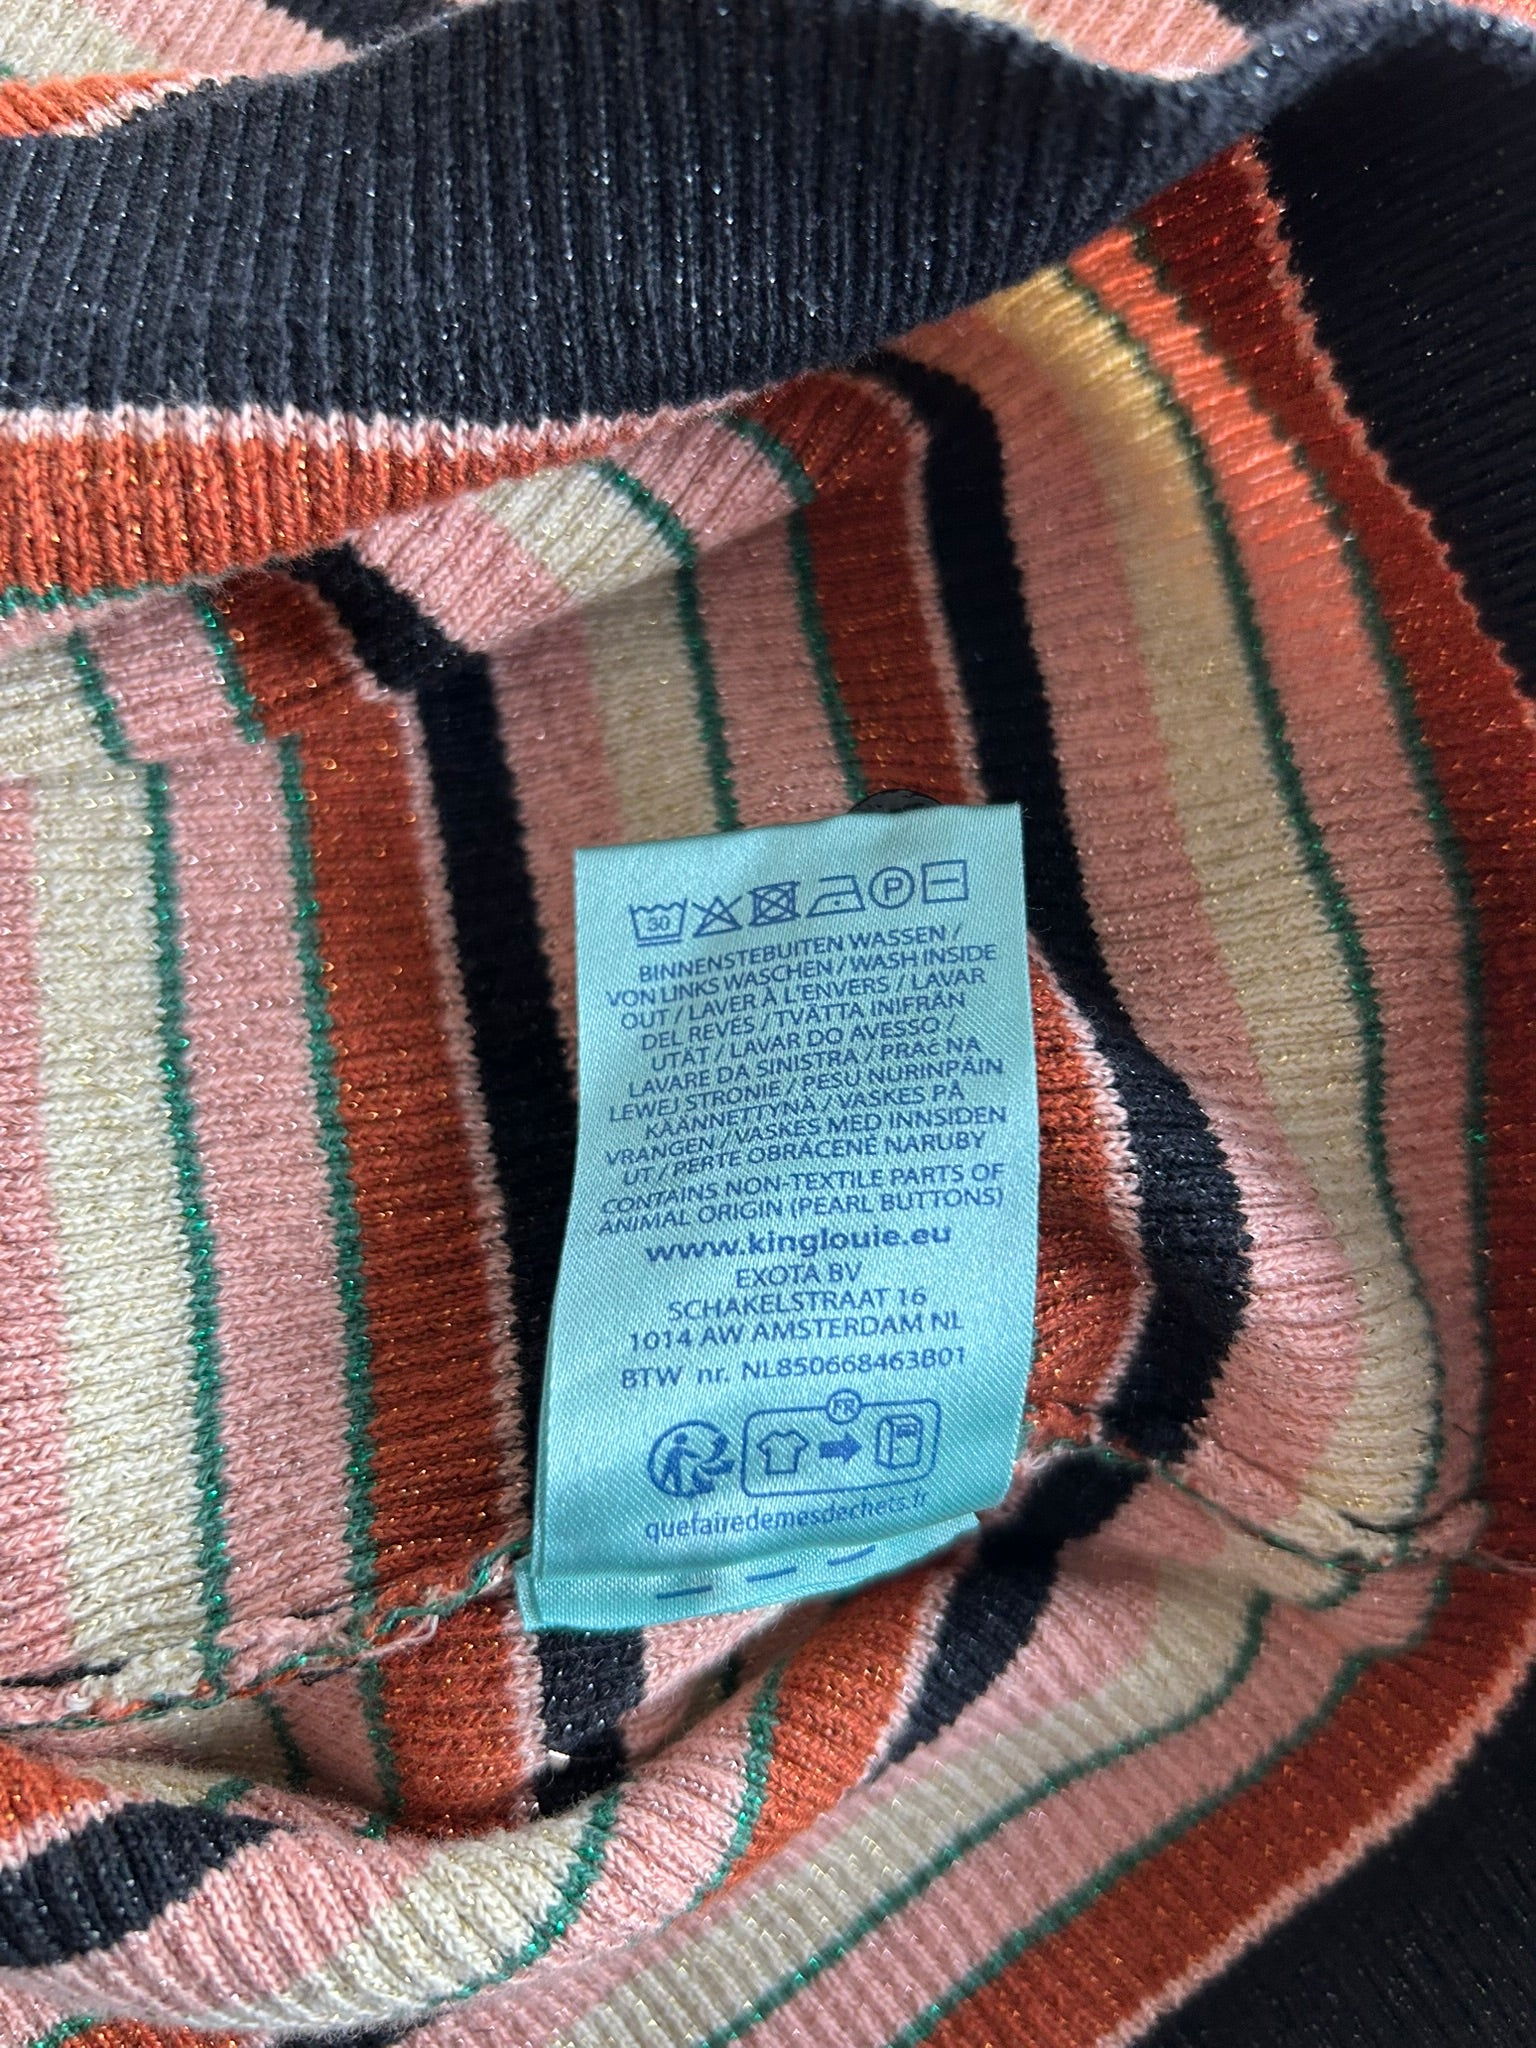 30 P
BINNENSTEBUITEN WASSEN /
VON LINKS WASCHEN / WASH INSIDE
OUT / LAVER À L'ENVERS / LAVAR
DEL REVÉS / TVÄTTA INIFRÅN
UTÅT / LAVAR DO AVESSO /
LAVARE DA SINISTRA / PRAĆ NA
LEWEJ STRONIE / PESU NURINPÄIN
KÄÄNNETTYNÄ / VASKES PÅ
VRANGEN / VASKES MED INNSIDEN
UT / PERTE OBRÁCENĚ NARUBY
CONTAINS NON-TEXTILE PARTS OF
ANIMAL ORIGIN (PEARL BUTTONS)
www.kinglouie.eu
EXOTA BV
SCHAKELSTRAAT 16
1014 AW AMSTERDAM NL
BTW nr. NL850668463B01
FR
quefairedemesdechets.fr